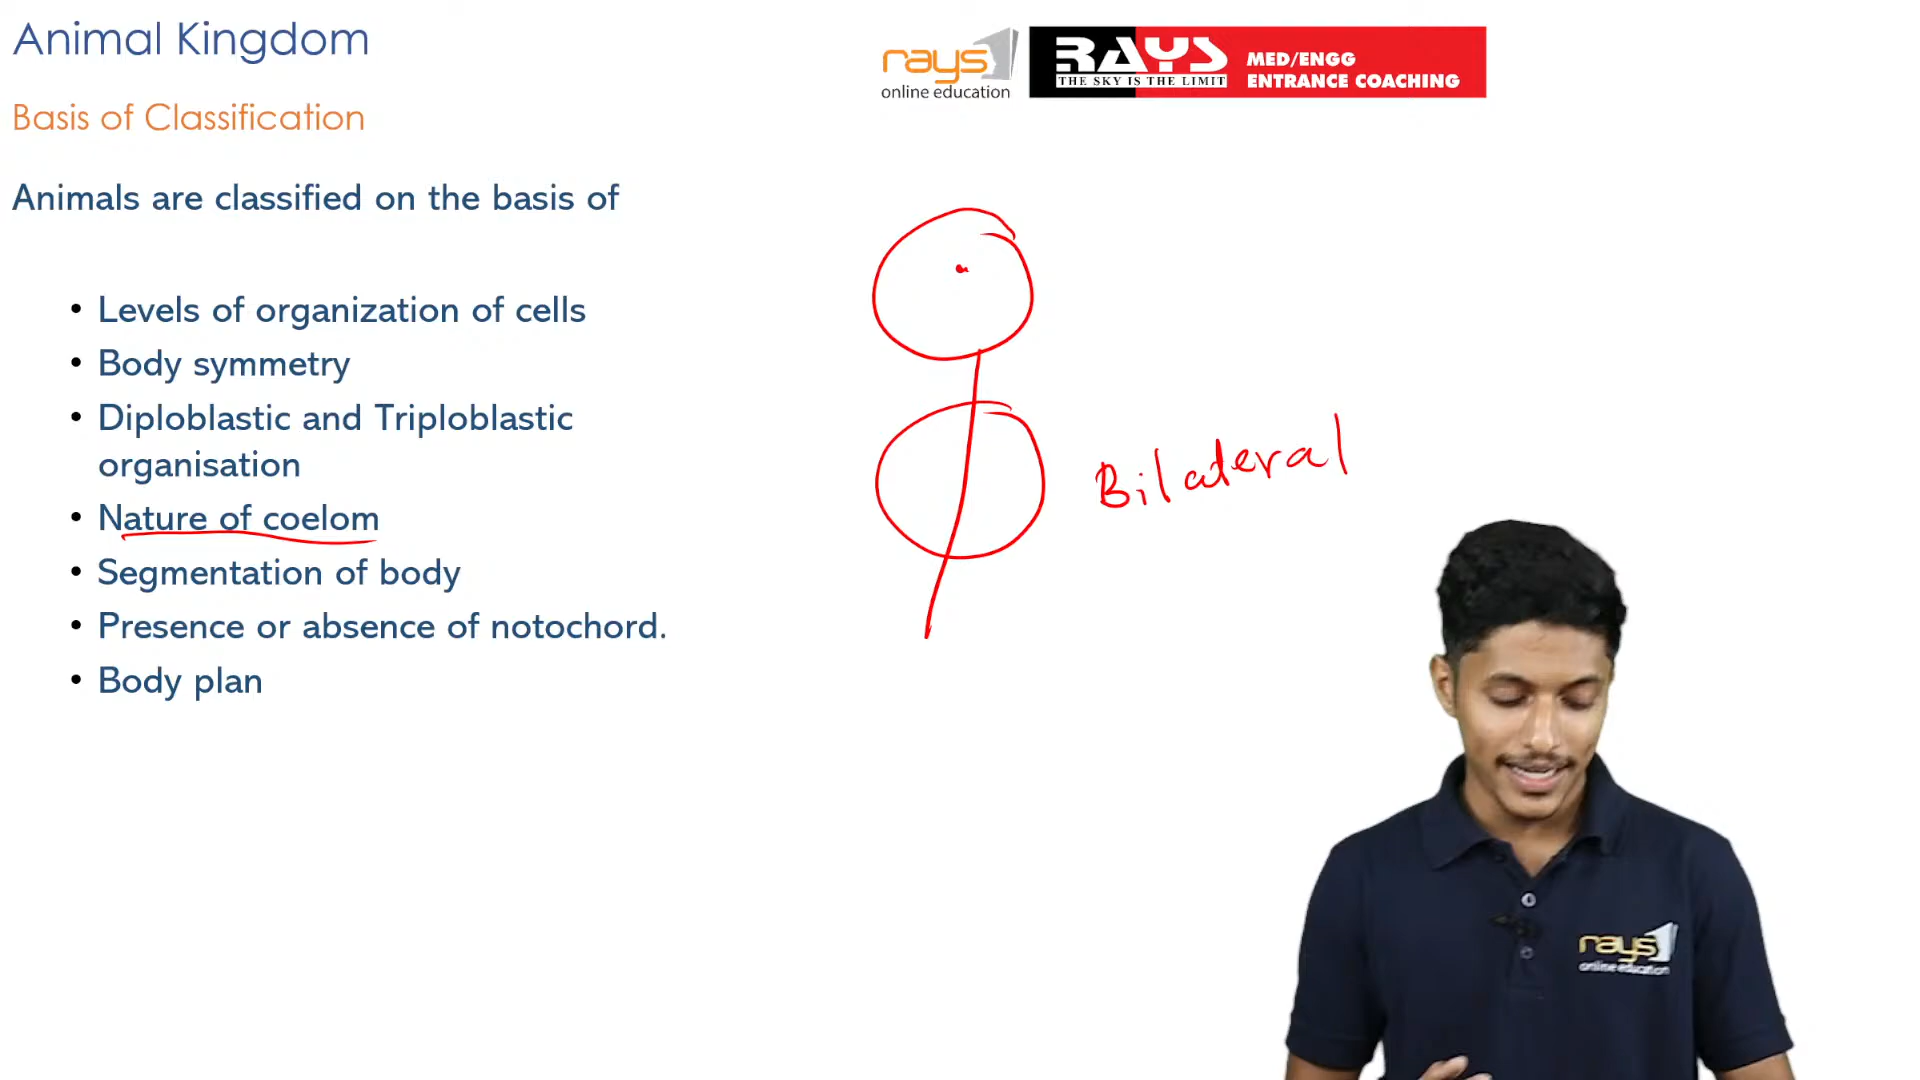 Animal Kingdom
rays
online education
RAYS
THE SKY IS THE LIMIT
MED/ENGG
ENTRANCE COACHING
Basis of Classification
Animals are classified on the basis of
• Levels of organization of cells
• Body symmetry
• Diploblastic and Triploblastic
organisation
• Nature of coelom
• Segmentation of body
• Presence or absence of notochord.
• Body plan
Bilateral
rays
online education